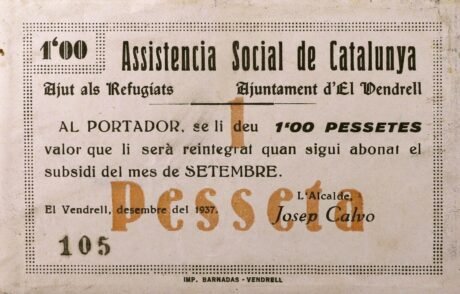 1'00 Assistencia Social de Catalunya
Ajut als Refugiats Ajuntament d'El Vendrell
1
AL PORTADOR, se li deu 1'00 PESSETES
valor que li serà reintegrat quan sigui abonat el
subsidi del mes de SETEMBRE.
Pesseta
L'Alcalde,
El Vendrell, desembre del 1937. Josep Calvo
105
IMP. BARNADAS - VENDRELL